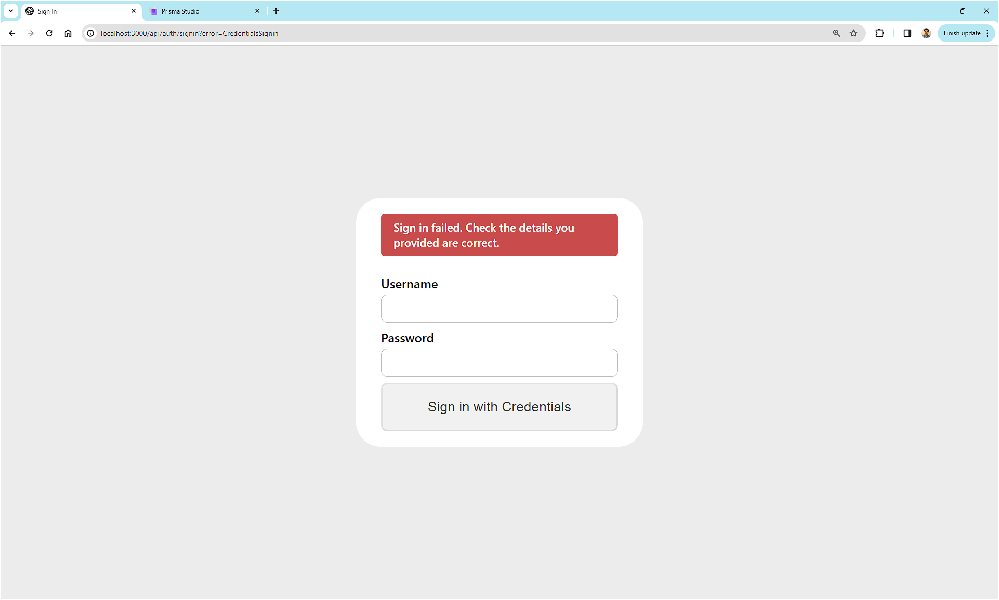 Sign In
Prisma Studio
localhost:3000/api/auth/signin?error=CredentialsSignin
Finish update
Sign in failed. Check the details you
provided are correct.
Username
Password
Sign in with Credentials